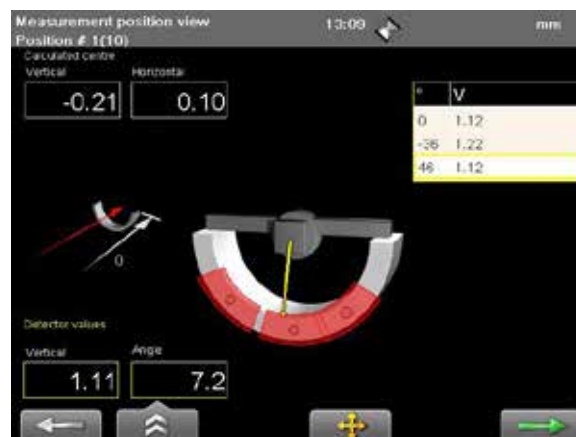 Measurement position view
13:09
mm
Position # 1(10)
Calculated centre
Vertical
Horizontal
-0.21
0.10
° V
0 1.12
-36 1.22
46 1.12
0
Detector values
Vertical
Angle
1.11
7.2